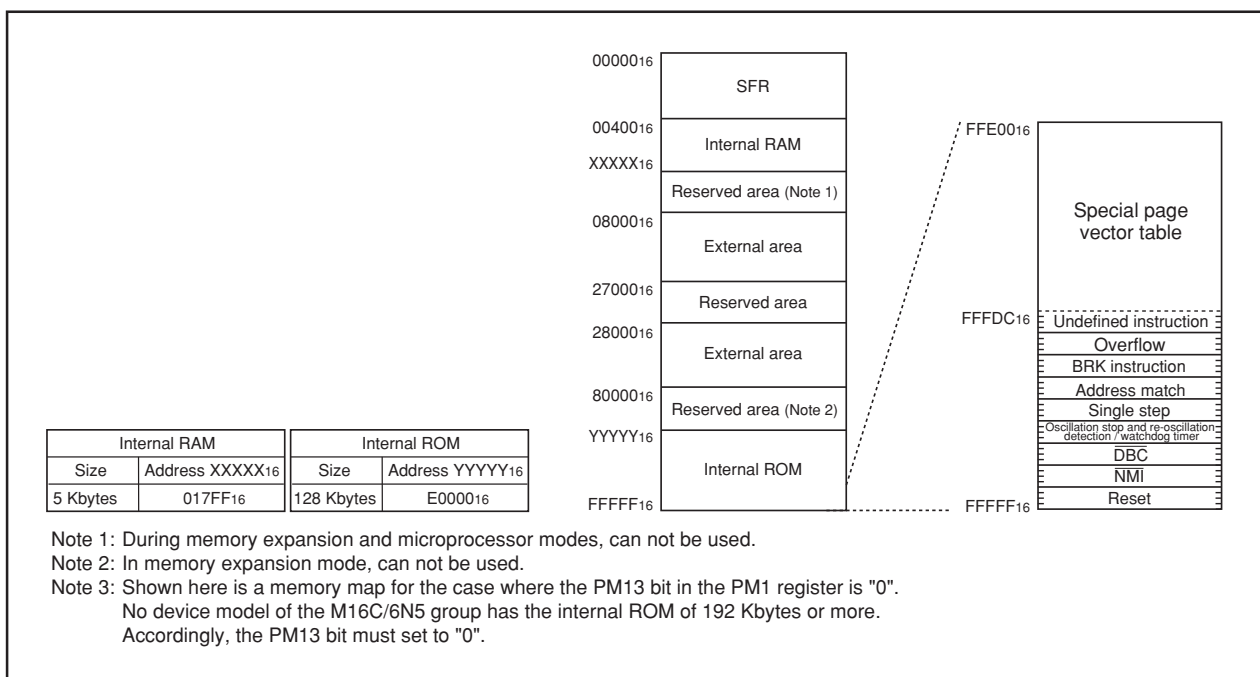 0000016
SFR
0040016
Internal RAM
XXXXX16
Reserved area (Note 1)
0800016
External area
2700016
Reserved area
2800016
External area
8000016
Reserved area (Note 2)
YYYYY16
Internal ROM
FFFFF16
FFE0016
Special page
vector table
FFFDC16
Undefined instruction
Overflow
BRK instruction
Address match
Single step
Oscillation stop and re-oscillation
detection / watchdog timer
DBC
NMI
Reset
FFFFF16
Internal RAM Internal ROM
Size Address XXXXX16 Size Address YYYYY16
5 Kbytes 017FF16 128 Kbytes E000016
Note 1: During memory expansion and microprocessor modes, can not be used.
Note 2: In memory expansion mode, can not be used.
Note 3: Shown here is a memory map for the case where the PM13 bit in the PM1 register is "0".
No device model of the M16C/6N5 group has the internal ROM of 192 Kbytes or more.
Accordingly, the PM13 bit must set to "0".